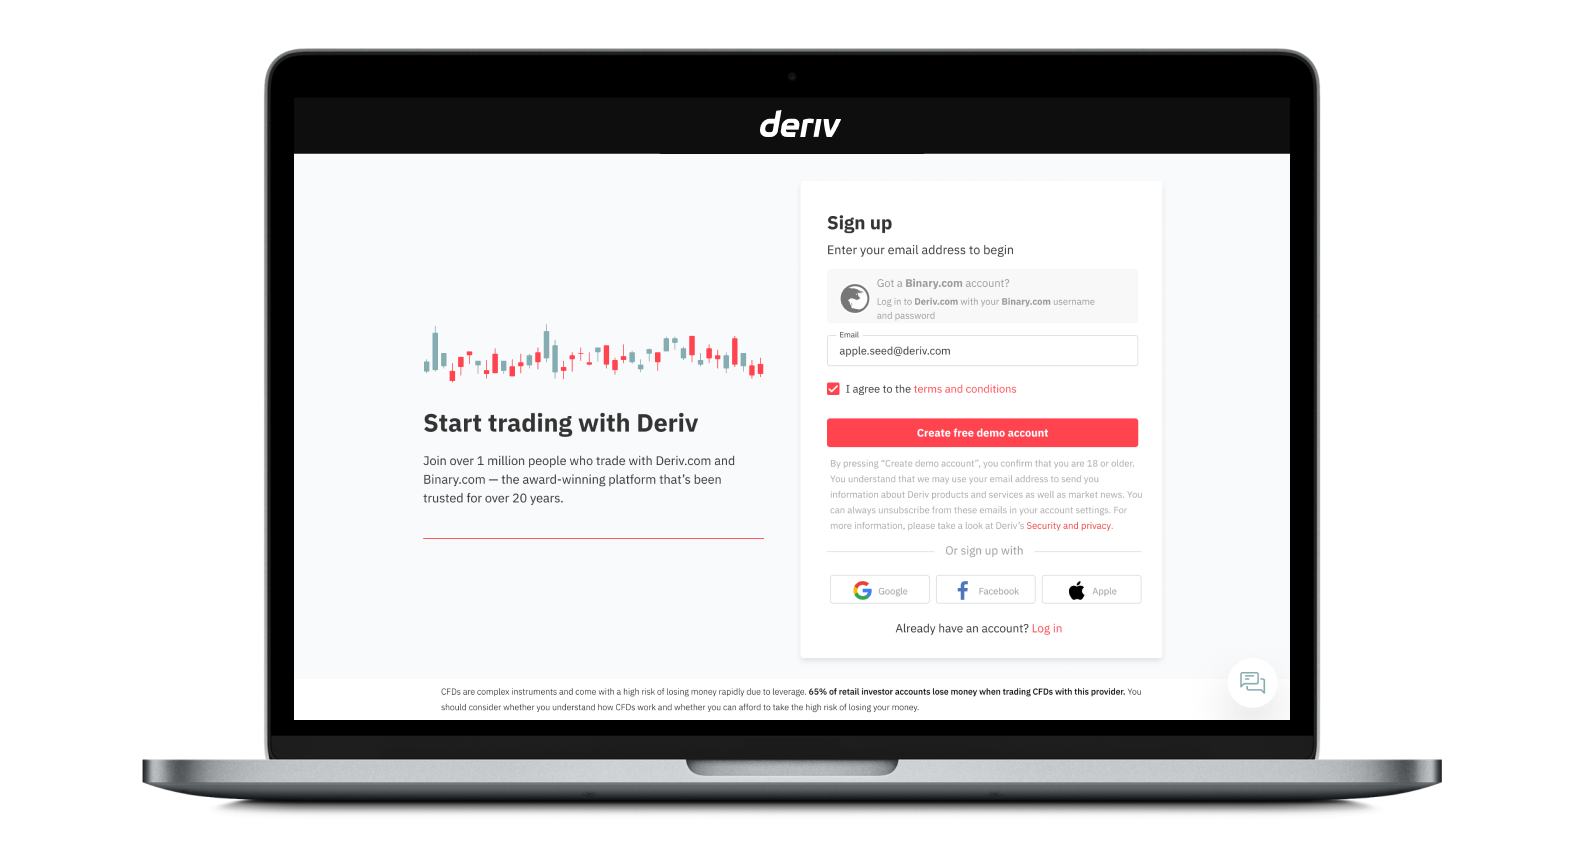 deriv
Start trading with Deriv
Join over 1 million people who trade with Deriv.com and
Binary.com — the award-winning platform that's been
trusted for over 20 years.
Sign up
Enter your email address to begin
Got a Binary.com account?
Log in to Deriv.com with your Binary.com username
and password
Email
apple.seed@deriv.com
I agree to the terms and conditions
Create free demo account
By pressing “Create demo account”, you confirm that you are 18 or older.
You understand that we may use your email address to send you
information about Deriv products and services as well as market news. You
can always unsubscribe from these emails in your account settings. For
more information, please take a look at Deriv's Security and privacy.
Or sign up with
Google
Facebook
Apple
Already have an account? Log in
CFDs are complex instruments and come with a high risk of losing money rapidly due to leverage. 65% of retail investor accounts lose money when trading CFDs with this provider. You
should consider whether you understand how CFDs work and whether you can afford to take the high risk of losing your money.